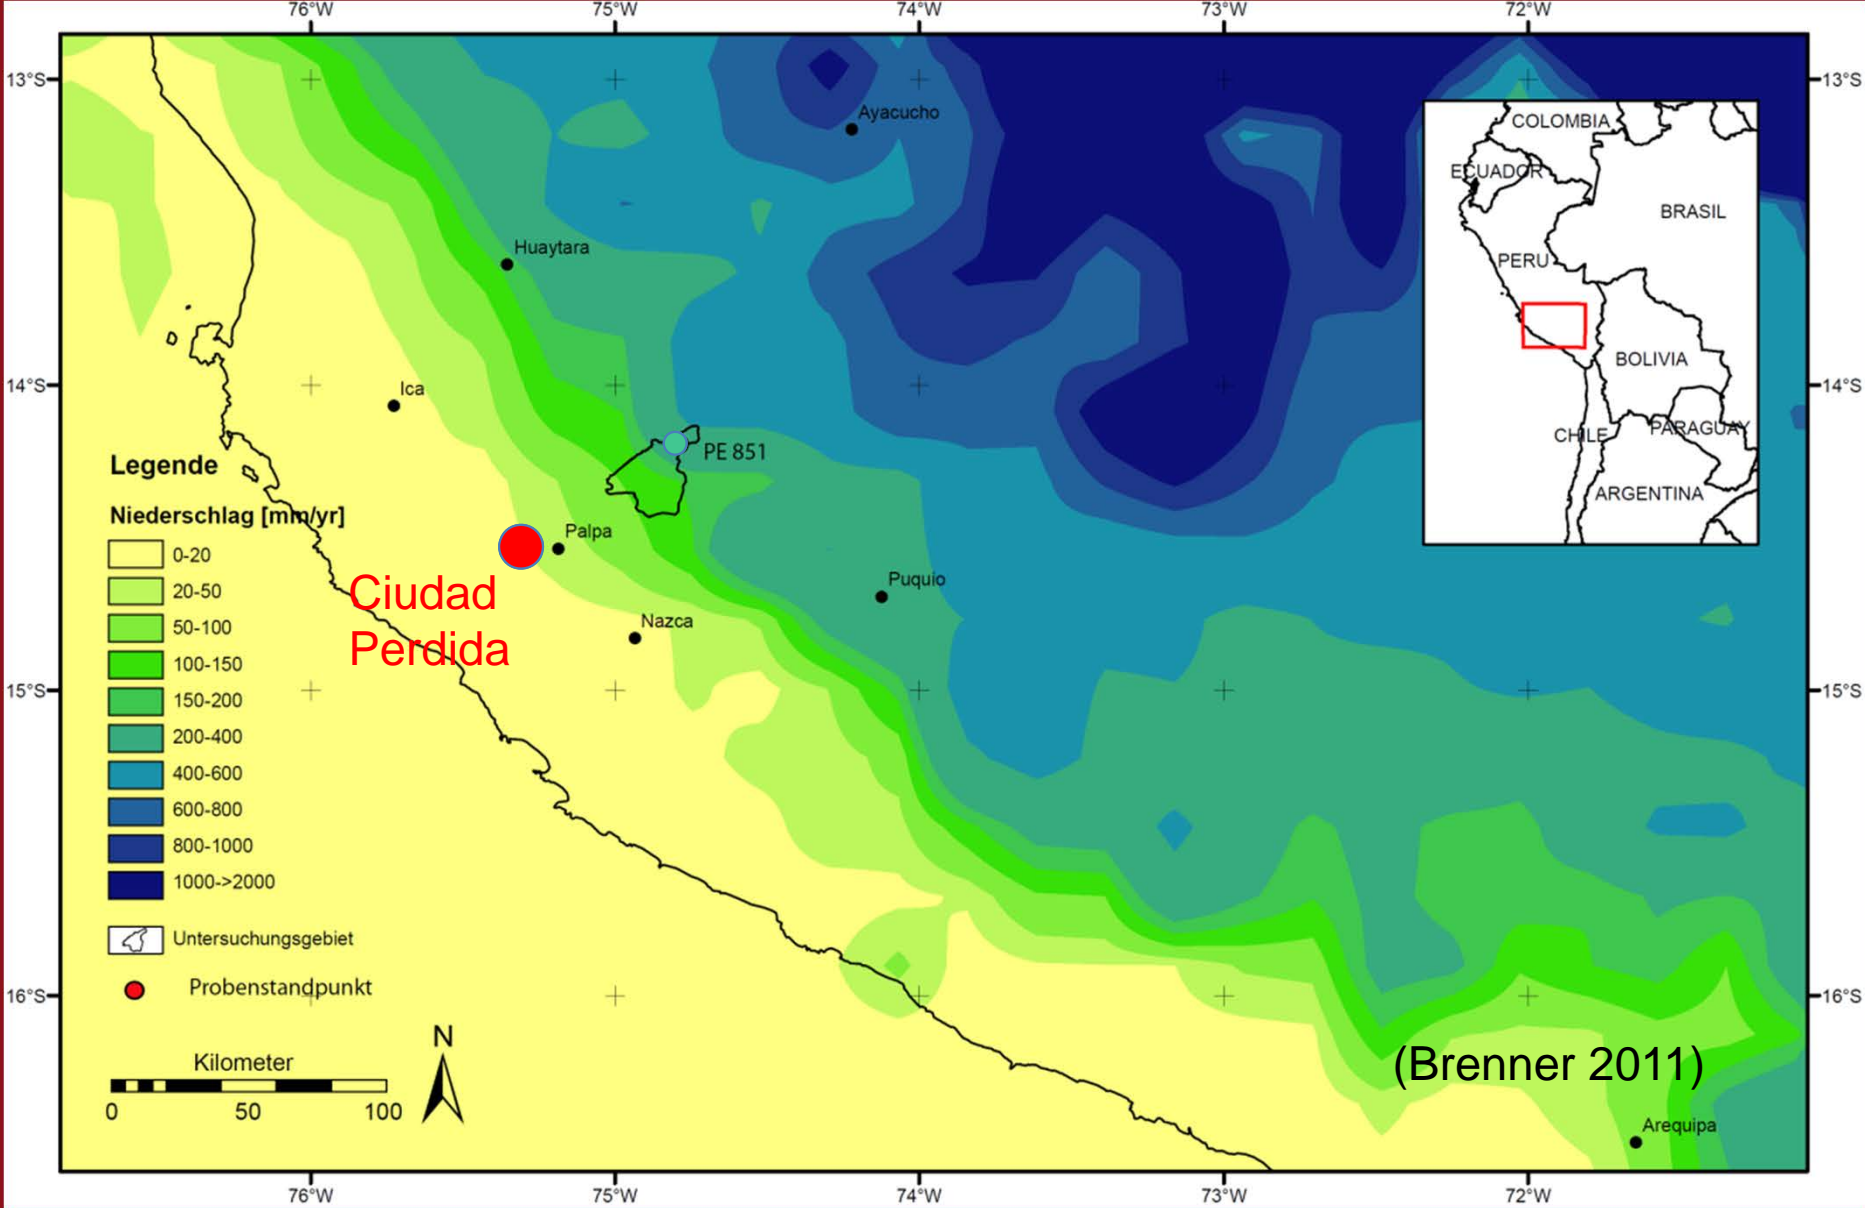 76°W 75°W 74°W 73°W 72°W
13°S 13°S
Ayacucho
COLOMBIA
ECUADOR
BRASIL
Huaytara
PERU
14°S 14°S
Ica
BOLIVIA
CHILE PARAGUAY
PE 851
ARGENTINA
Legende
Niederschlag [mm/yr]
0-20
20-50
50-100
100-150
150-200
200-400
400-600
600-800
800-1000
1000->2000
Untersuchungsgebiet
Probenstandpunkt
Palpa
Ciudad
Perdida
Puquio
Nazca
15°S 15°S
16°S 16°S
N
Kilometer
0 50 100
(Brenner 2011)
Arequipa
76°W 75°W 74°W 73°W 72°W